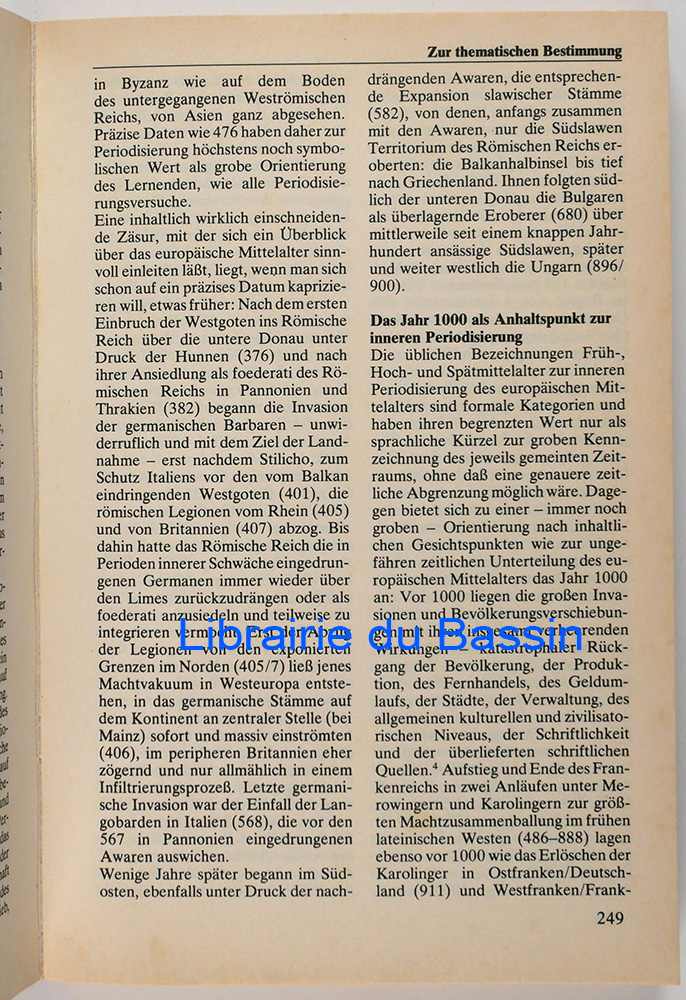 Zur thematischen Bestimmung
in Byzanz wie auf dem Boden
des untergegangenen Weströmischen
Reichs, von Asien ganz abgesehen.
Präzise Daten wie 476 haben daher zur
Periodisierung höchstens noch symbo-
lischen Wert als grobe Orientierung
des Lernenden, wie alle Periodisie-
rungsversuche.
Eine inhaltlich wirklich einschneiden-
de Zäsur, mit der sich ein Überblick
über das europäische Mittelalter sinn-
voll einleiten läßt, liegt, wenn man sich
schon auf ein präzises Datum kaprizie-
ren will, etwas früher: Nach dem ersten
Einbruch der Westgoten ins Römische
Reich über die untere Donau unter
Druck der Hunnen (376) und nach
ihrer Ansiedlung als foederati des Rö-
mischen Reichs in Pannonien und
Thrakien (382) begann die Invasion
der germanischen Barbaren – unwi-
derruflich und mit dem Ziel der Land-
nahme – erst nachdem Stilicho, zum
Schutz Italiens vor den vom Balkan
eindringenden Westgoten (401), die
römischen Legionen vom Rhein (405)
und von Britannien (407) abzog. Bis
dahin hatte das Römische Reich die in
Perioden innerer Schwäche eingedrun-
genen Germanen immer wieder über
den Limes zurückzudrängen oder als
foederati anzusiedeln und teilweise zu
integrieren vermocht. Erst der Abzug
der Legionen von den exponierten
Grenzen im Norden (405/7) ließ jenes
Machtvakuum in Westeuropa entste-
hen, in das germanische Stämme auf
dem Kontinent an zentraler Stelle (bei
Mainz) sofort und massiv einströmten
(406), im peripheren Britannien eher
zögernd und nur allmählich in einem
Infiltrierungsprozeß. Letzte germani-
sche Invasion war der Einfall der Lan-
gobarden in Italien (568), die vor den
567 in Pannonien eingedrungenen
Awaren auswichen.
Wenige Jahre später begann im Süd-
osten, ebenfalls unter Druck der nach-
drängenden Awaren, die entsprechen-
de Expansion slawischer Stämme
(582), von denen, anfangs zusammen
mit den Awaren, nur die Südslawen
Territorium des Römischen Reichs er-
oberten: die Balkanhalbinsel bis tief
nach Griechenland. Ihnen folgten süd-
lich der unteren Donau die Bulgaren
als überlagernde Eroberer (680) über
mittlerweile seit einem knappen Jahr-
hundert ansässige Südslawen, später
und weiter westlich die Ungarn (896/
900).
Das Jahr 1000 als Anhaltspunkt zur
inneren Periodisierung
Die üblichen Bezeichnungen Früh-,
Hoch- und Spätmittelalter zur inneren
Periodisierung des europäischen Mit-
telalters sind formale Kategorien und
haben ihren begrenzten Wert nur als
sprachliche Kürzel zur groben Kenn-
zeichnung des jeweils gemeinten Zeit-
raums, ohne daß eine genauere zeit-
liche Abgrenzung möglich wäre. Dage-
gen bietet sich zu einer – immer noch
groben – Orientierung nach inhaltli-
chen Gesichtspunkten wie zur unge-
fähren zeitlichen Unterteilung des eu-
ropäischen Mittelalters das Jahr 1000
an: Vor 1000 liegen die großen Inva-
sionen und Bevölkerungsverschiebun-
gen mit ihren insgesamt verheerenden
Wirkungen – katastrophaler Rück-
gang der Bevölkerung, der Produk-
tion, des Fernhandels, des Geldum-
laufs, der Städte, der Verwaltung, des
allgemeinen kulturellen und zivilisato-
rischen Niveaus, der Schriftlichkeit
und der überlieferten schriftlichen
Quellen.⁴ Aufstieg und Ende des Fran-
kenreichs in zwei Anläufen unter Me-
rowingern und Karolingern zur größ-
ten Machtzusammenballung im frühen
lateinischen Westen (486–888) lagen
ebenso vor 1000 wie das Erlöschen der
Karolinger in Ostfranken/Deutsch-
land (911) und Westfranken/Frank-
249
Librairie du Bassin